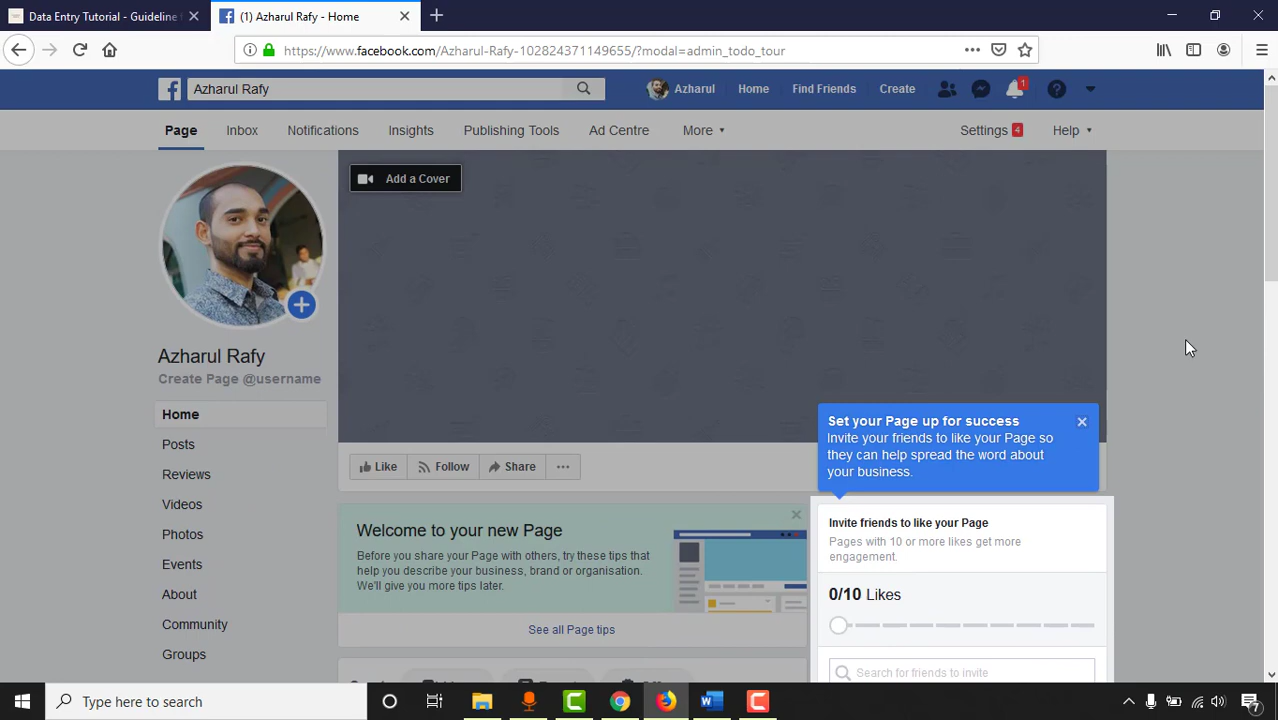 Data Entry Tutorial - Guideline
(1) Azharul Rafy - Home
https://www.facebook.com/Azharul-Rafy-102824371149655/?modal=admin_todo_tour
Azharul Rafy
Azharul
Home
Find Friends
Create
1
Page
Inbox
Notifications
Insights
Publishing Tools
Ad Centre
More
Settings 4
Help
Add a Cover
Azharul Rafy
Create Page @username
Home
Posts
Reviews
Videos
Photos
Events
About
Community
Groups
Like
Follow
Share
Set your Page up for success
Invite your friends to like your Page so
they can help spread the word about
your business.
Welcome to your new Page
Before you share your Page with others, try these tips that
help you describe your business, brand or organisation.
We'll give you more tips later.
See all Page tips
Invite friends to like your Page
Pages with 10 or more likes get more
engagement.
0/10 Likes
Search for friends to invite
Type here to search
7